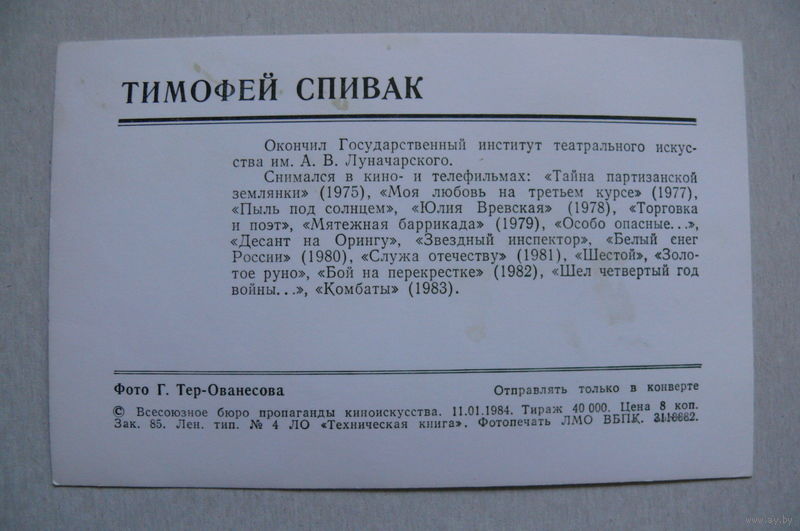 ТИМОФЕЙ СПИВАК
Окончил Государственный институт театрального искус-
ства им. А. В. Луначарского.
Снимался в кино- и телефильмах: «Тайна партизанской
землянки» (1975), «Моя любовь на третьем курсе» (1977),
«Пыль под солнцем», «Юлия Вревская» (1978), «Торговка
и поэт», «Мятежная баррикада» (1979), «Особо опасные...»,
«Десант на Орингу», «Звездный инспектор», «Белый снег
России» (1980), «Служа отечеству» (1981), «Шестой», «Золо-
тое руно», «Бой на перекрестке» (1982), «Шел четвертый год
войны...», «Комбаты» (1983).
Фото Г. Тер-Ованесова
Отправлять только в конверте
© Всесоюзное бюро пропаганды киноискусства. 11.01.1984. Тираж 40 000. Цена 8 коп.
Зак. 85. Лен. тип. № 4 ЛО «Техническая книга». Фотопечать ЛМО ВБПК.
www.ay.by